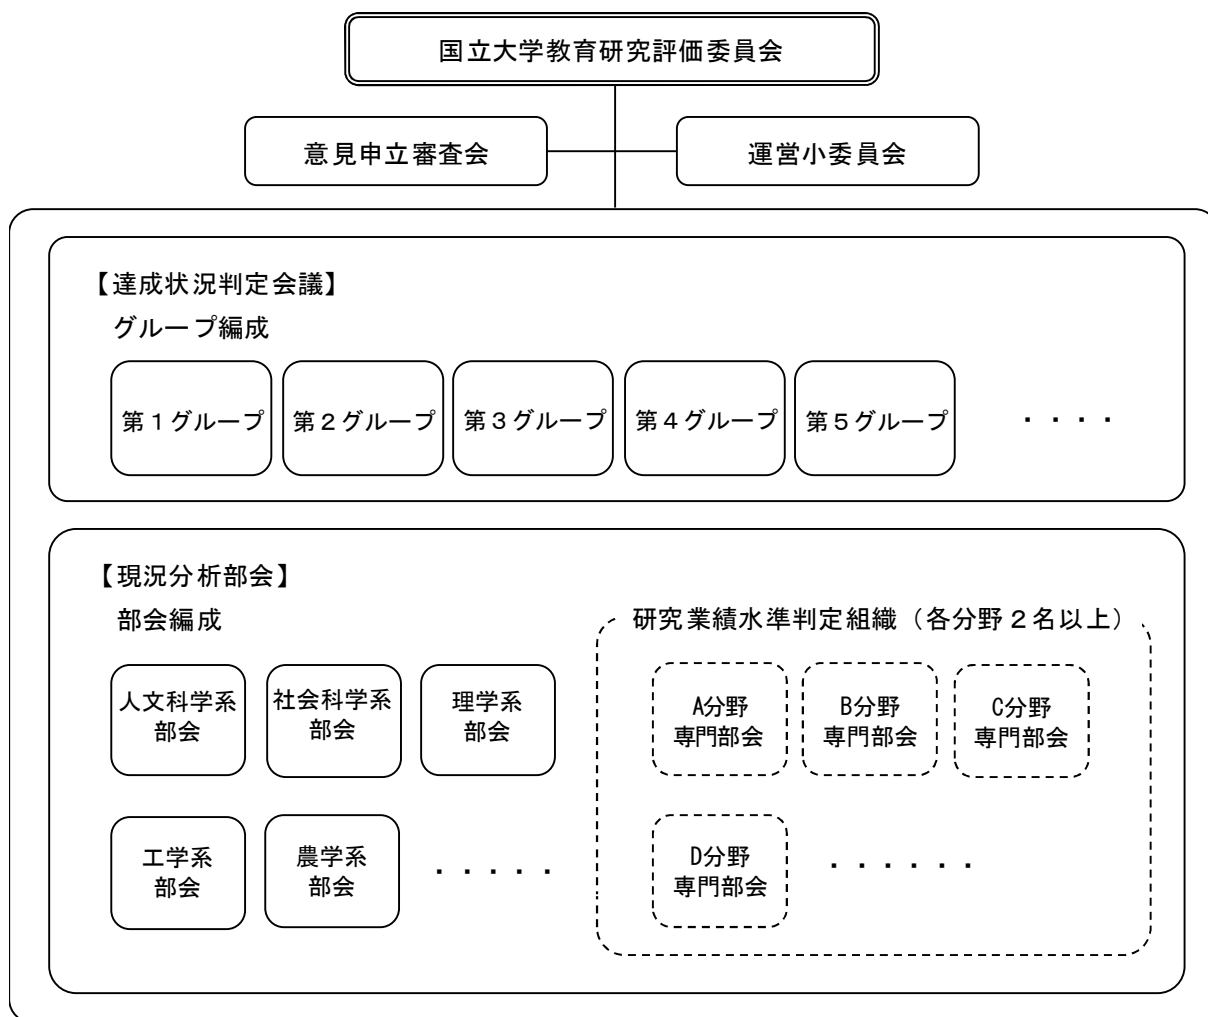 国立大学教育研究評価委員会
意見申立審査会
運営小委員会
【達成状況判定会議】
グループ編成
第１グループ
第２グループ
第３グループ
第４グループ
第５グループ
・・・・
【現況分析部会】
部会編成
研究業績水準判定組織（各分野２名以上）
人文科学系
部会
社会科学系
部会
理学系
部会
A分野
専門部会
B分野
専門部会
C分野
専門部会
工学系
部会
農学系
部会
・・・・・
D分野
専門部会
・・・・・・